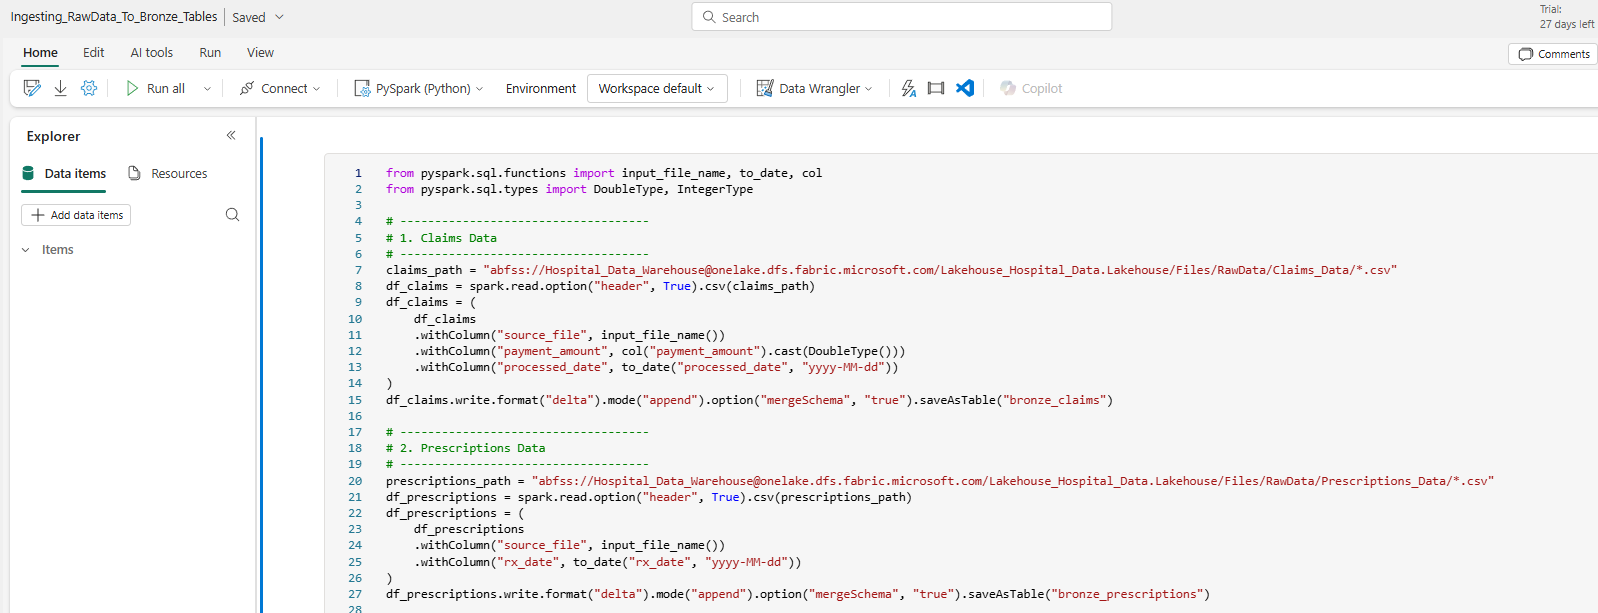 Ingesting_RawData_To_Bronze_Tables Saved
Search
Trial:
27 days left
Home Edit AI tools Run View
Comments
Run all Connect PySpark (Python) Environment Workspace default Data Wrangler Copilot
Explorer
Data items Resources
Add data items
Items
1 from pyspark.sql.functions import input_file_name, to_date, col
2 from pyspark.sql.types import DoubleType, IntegerType
3
4 # ------------------------------------
5 # 1. Claims Data
6 # ------------------------------------
7 claims_path = "abfss://Hospital_Data_Warehouse@onelake.dfs.fabric.microsoft.com/Lakehouse_Hospital_Data.Lakehouse/Files/RawData/Claims_Data/*.csv"
8 df_claims = spark.read.option("header", True).csv(claims_path)
9 df_claims = (
10     df_claims
11     .withColumn("source_file", input_file_name())
12     .withColumn("payment_amount", col("payment_amount").cast(DoubleType()))
13     .withColumn("processed_date", to_date("processed_date", "yyyy-MM-dd"))
14 )
15 df_claims.write.format("delta").mode("append").option("mergeSchema", "true").saveAsTable("bronze_claims")
16
17 # ------------------------------------
18 # 2. Prescriptions Data
19 # ------------------------------------
20 prescriptions_path = "abfss://Hospital_Data_Warehouse@onelake.dfs.fabric.microsoft.com/Lakehouse_Hospital_Data.Lakehouse/Files/RawData/Prescriptions_Data/*.csv"
21 df_prescriptions = spark.read.option("header", True).csv(prescriptions_path)
22 df_prescriptions = (
23     df_prescriptions
24     .withColumn("source_file", input_file_name())
25     .withColumn("rx_date", to_date("rx_date", "yyyy-MM-dd"))
26 )
27 df_prescriptions.write.format("delta").mode("append").option("mergeSchema", "true").saveAsTable("bronze_prescriptions")
28